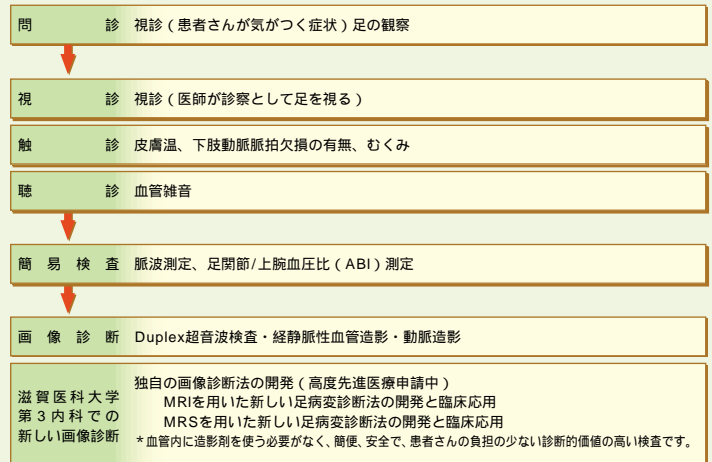 問診 視診(患者さんが気がつく症状)足の観察
視診 視診(医師が診察として足を視る)
触診 皮膚温、下肢動脈脈拍欠損の有無、むくみ
聴診 血管雑音
簡易検査 脈波測定、足関節/上腕血圧比(ABI)測定
画像診断 Duplex超音波検査・経静脈性血管造影・動脈造影
滋賀医科大学
第3内科での
新しい画像診断
独自の画像診断法の開発(高度先進医療申請中)
MRIを用いた新しい足病変診断法の開発と臨床応用
MRSを用いた新しい足病変診断法の開発と臨床応用
*血管内に造影剤を使う必要がなく、簡便、安全で、患者さんの負担の少ない診断的価値の高い検査です。